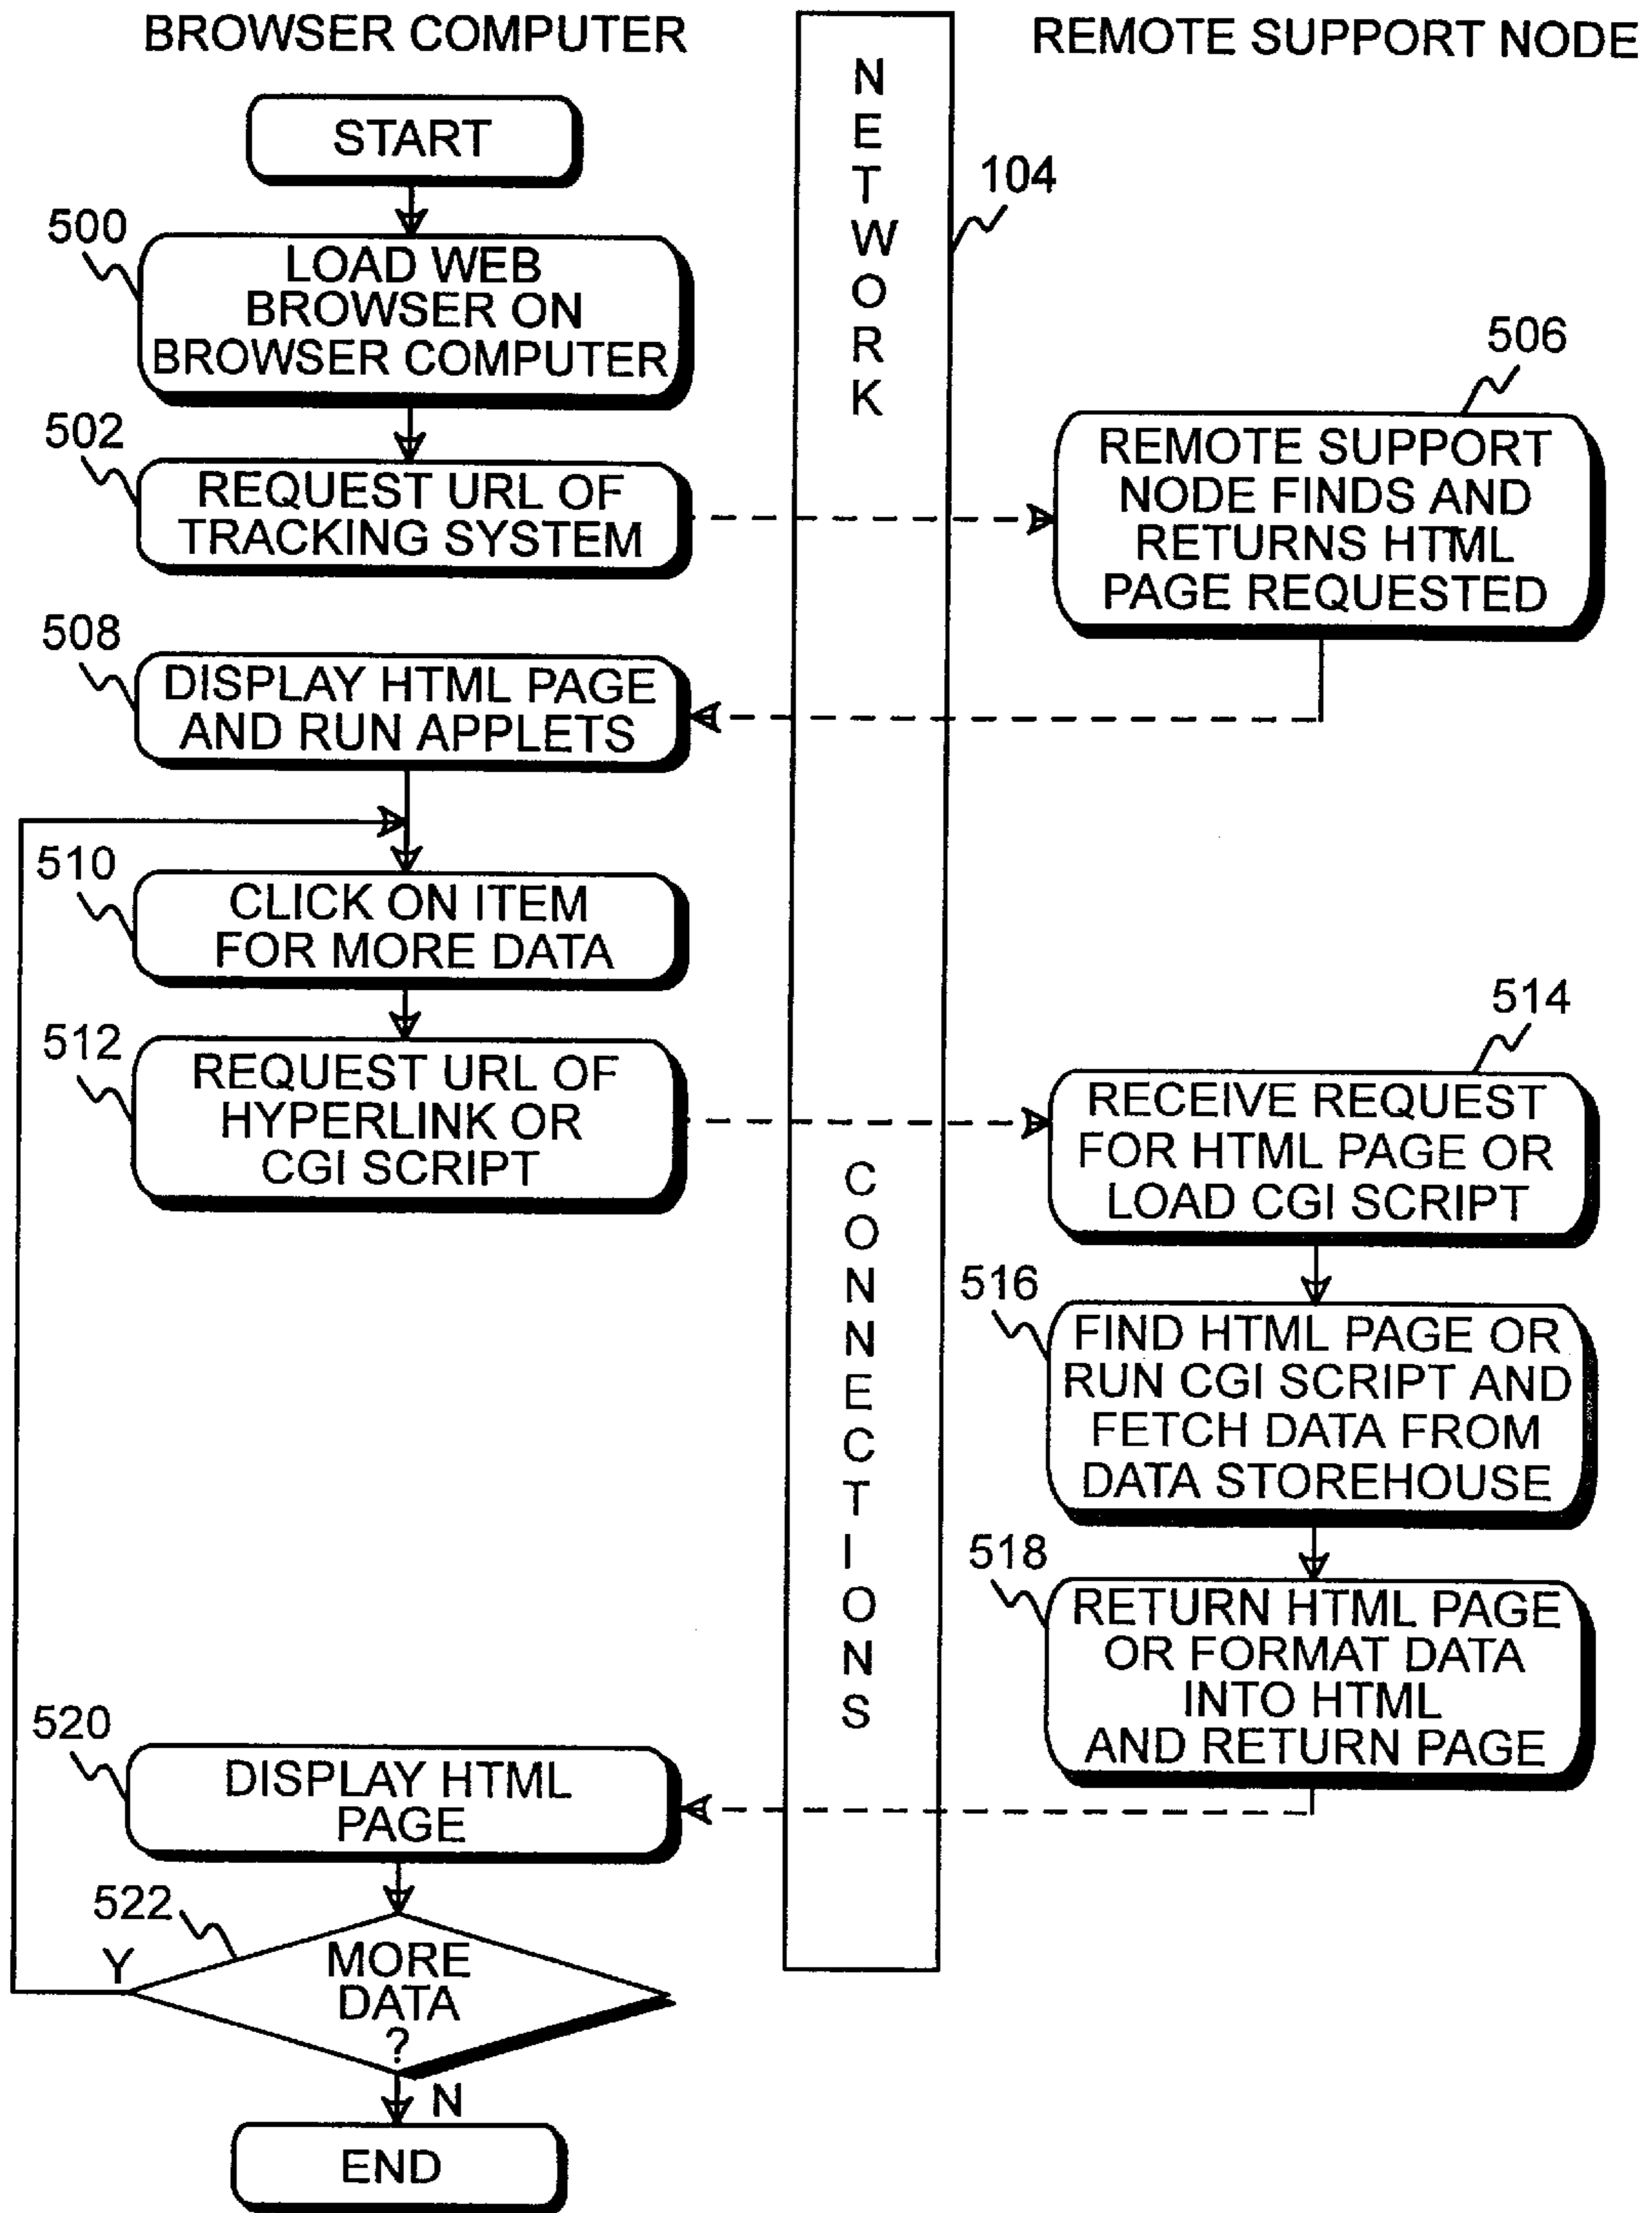 BROWSER COMPUTER
REMOTE SUPPORT NODE
START
NETWORK
104
500
LOAD WEB
BROWSER ON
BROWSER COMPUTER
506
REMOTE SUPPORT
NODE FINDS AND
RETURNS HTML
PAGE REQUESTED
502
REQUEST URL OF
TRACKING SYSTEM
508
DISPLAY HTML PAGE
AND RUN APPLETS
510
CLICK ON ITEM
FOR MORE DATA
512
REQUEST URL OF
HYPERLINK OR
CGI SCRIPT
CONNECTIONS
514
RECEIVE REQUEST
FOR HTML PAGE OR
LOAD CGI SCRIPT
516
FIND HTML PAGE OR
RUN CGI SCRIPT AND
FETCH DATA FROM
DATA STOREHOUSE
518
RETURN HTML PAGE
OR FORMAT DATA
INTO HTML
AND RETURN PAGE
520
DISPLAY HTML
PAGE
522
Y
MORE
DATA
?
N
END